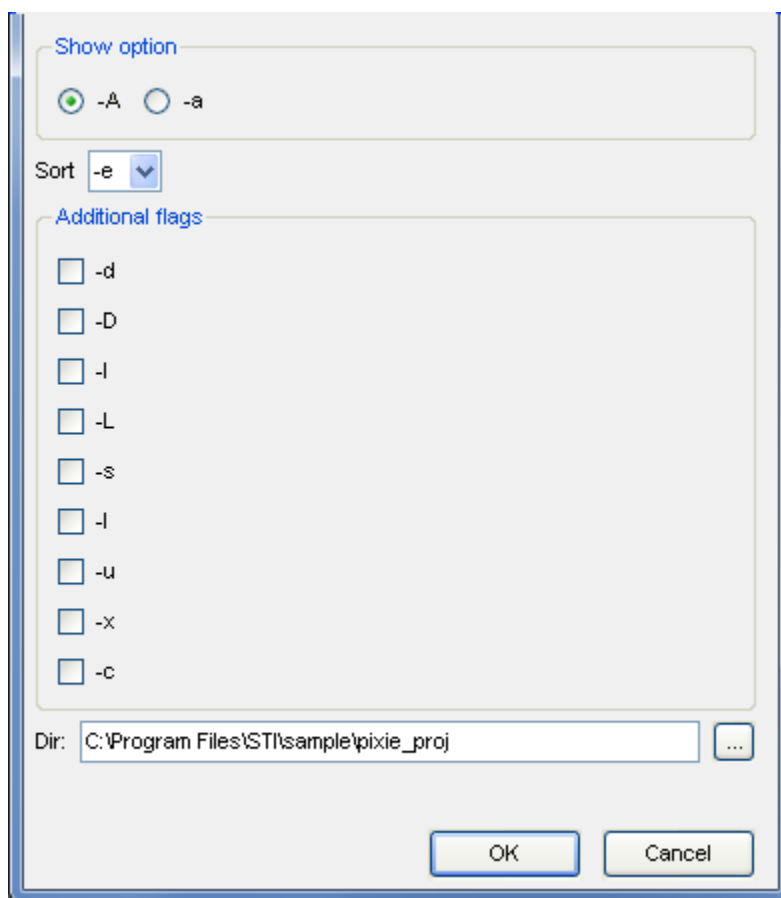 Show option
-A -a
Sort -e
Additional flags
-d
-D
-l
-L
-s
-l
-u
-x
-c
Dir: C:\Program Files\STI\sample\pixie_proj ...
OK Cancel